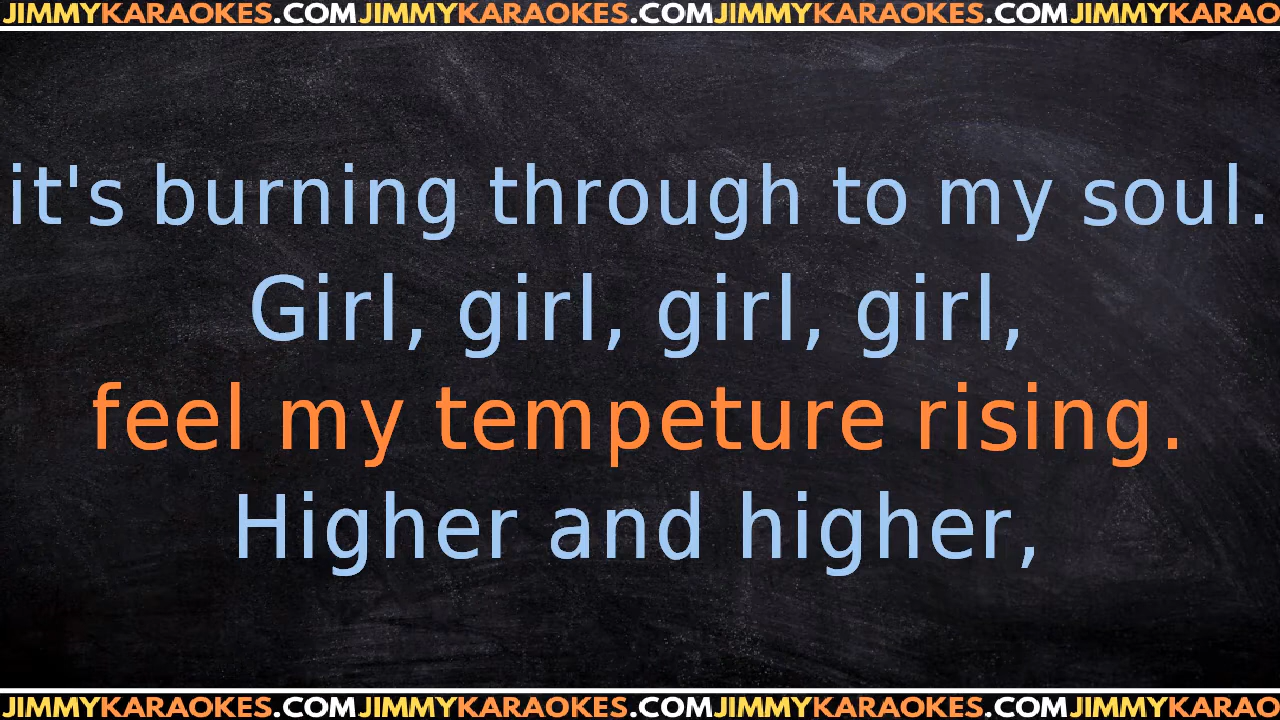 JIMMYKARAOKES.COMJIMMYKARAOKES.COMJIMMYKARAOKES.COMJIMMYKARAO
it's burning through to my soul.
Girl, girl, girl, girl,
feel my tempeture rising.
Higher and higher,
JIMMYKARAOKES.COMJIMMYKARAOKES.COMJIMMYKARAOKES.COMJIMMYKARAO